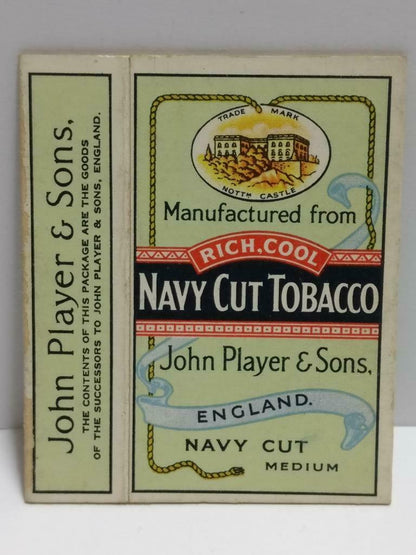 John Player & Sons,
THE CONTENTS OF THIS PACKAGE ARE THE GOODS
OF THE SUCCESSORS TO JOHN PLAYER & SONS, ENGLAND.
TRADE MARK
NOTTM CASTLE
Manufactured from
RICH, COOL
NAVY CUT TOBACCO
John Player & Sons,
ENGLAND.
NAVY CUT
MEDIUM